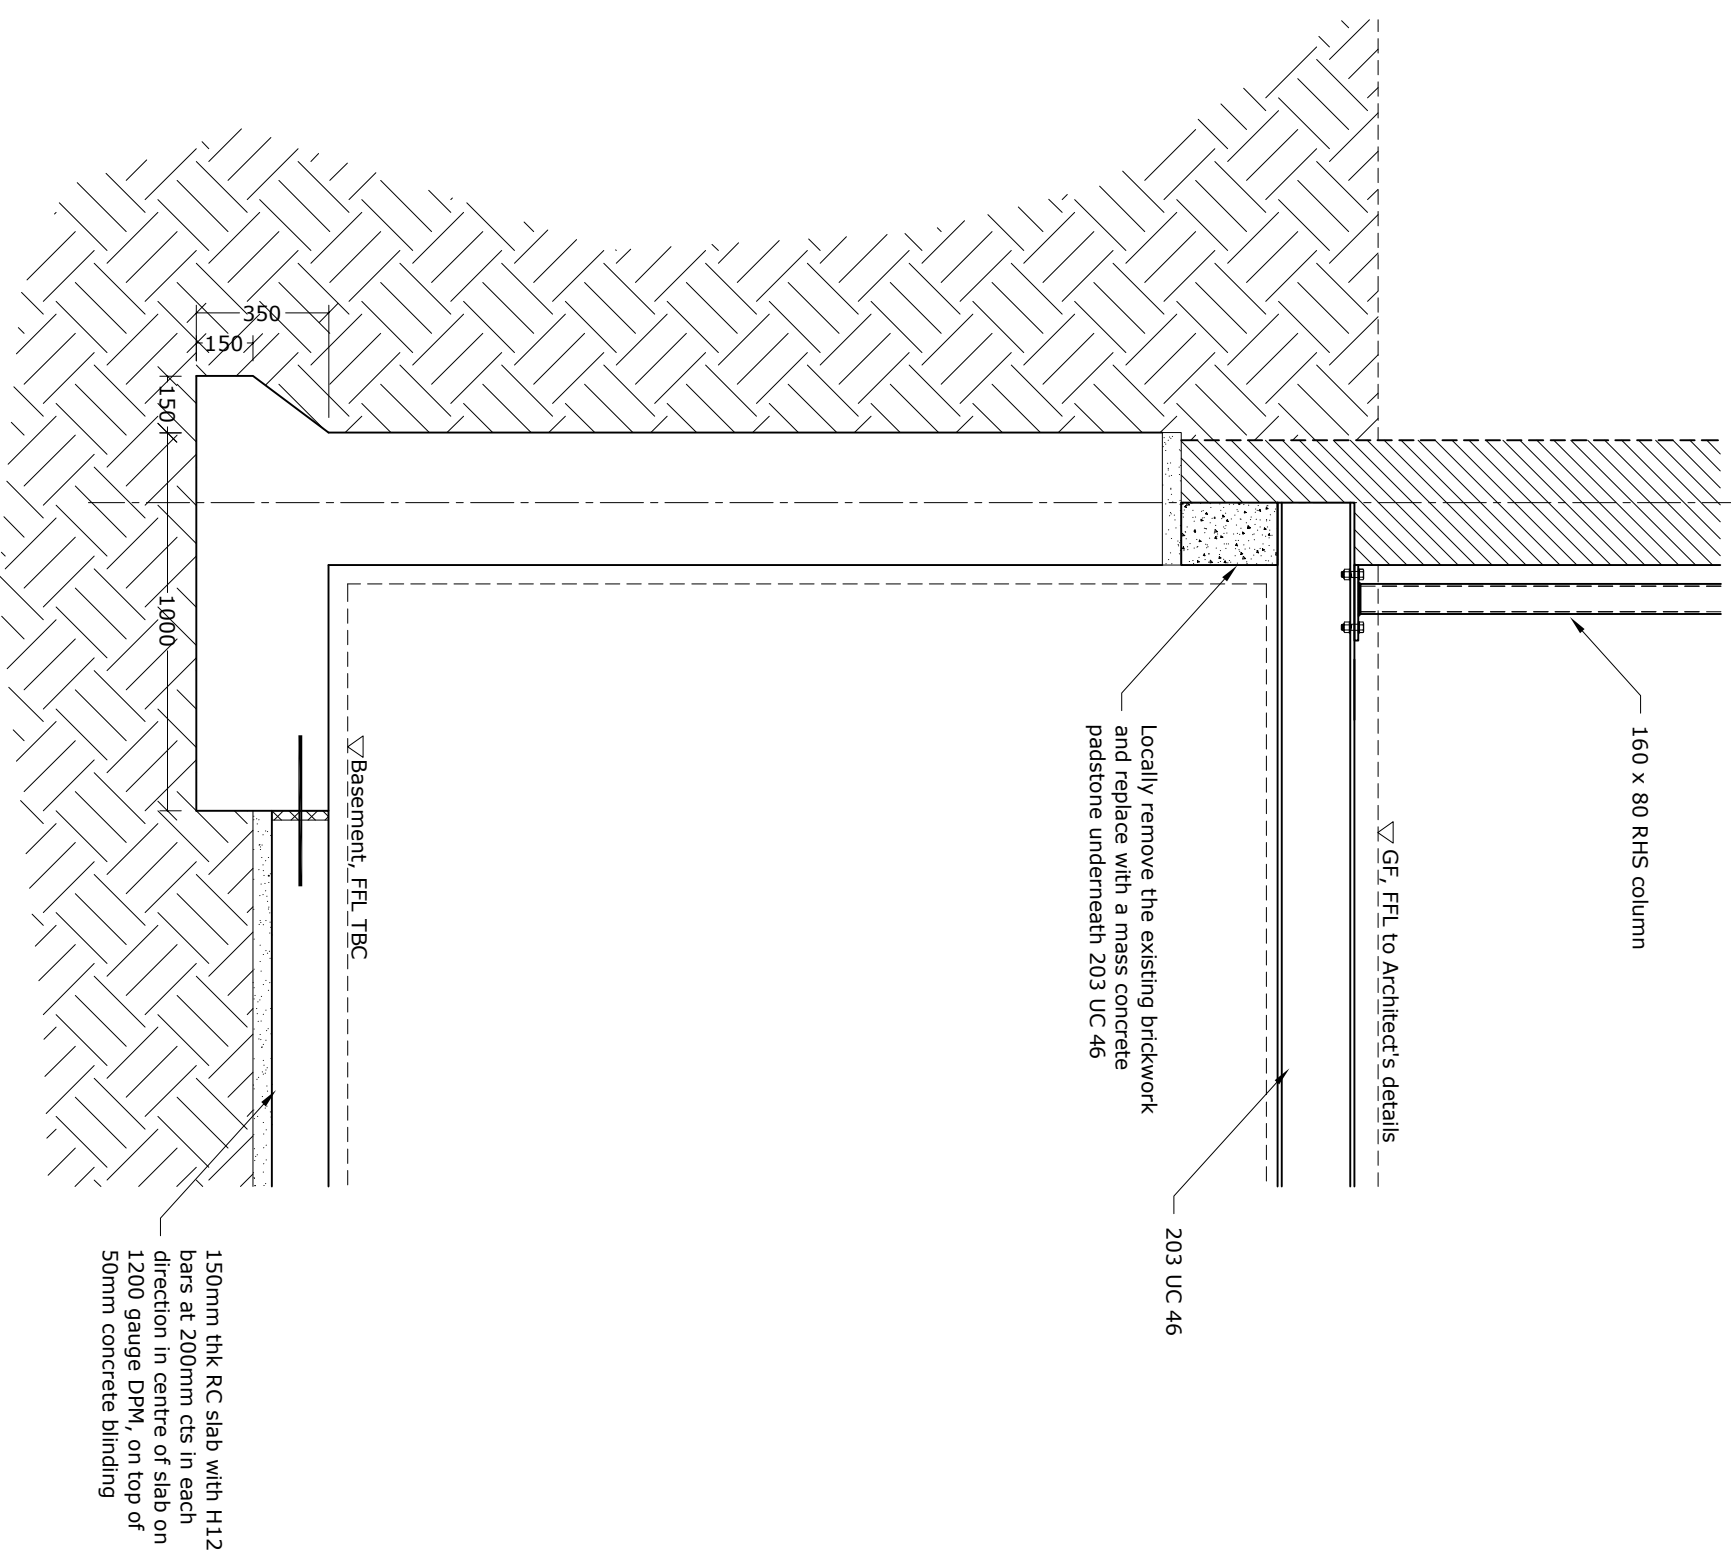 160 x 80 RHS column
GF, FFL to Architect's details
203 UC 46
Locally remove the existing brickwork
and replace with a mass concrete
padstone underneath 203 UC 46
Basement, FFL TBC
350
150
150
1000
150mm thk RC slab with H12
bars at 200mm cts in each
direction in centre of slab on
1200 gauge DPM, on top of
50mm concrete blinding